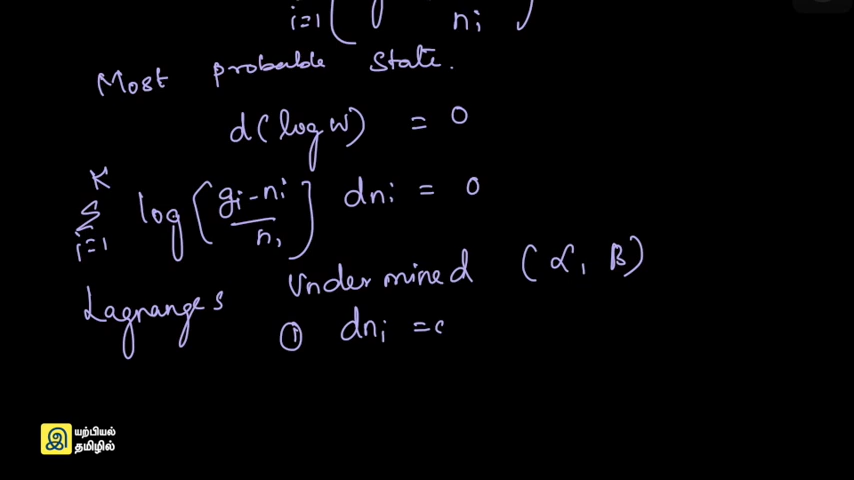 i=1 ( g n i )
Most probable state.
d(log W) = 0
K
Σ log [ gi - ni / ni ] dni = 0
i=1
Lagranges Undermined (α, β)
① dni =
இயற்பியல்
தமிழில்